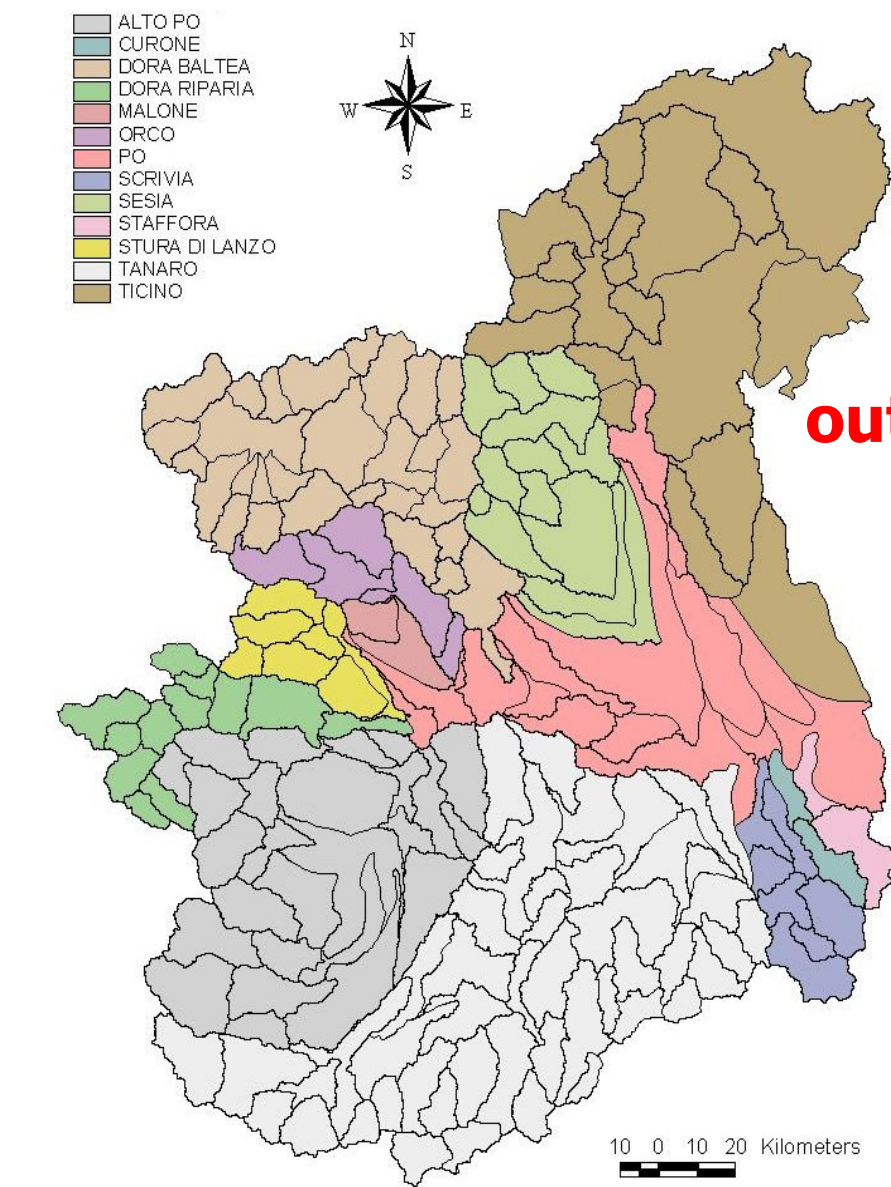 ALTO PO
CURONE
DORA BALTEA
DORA RIPARIA
MALONE
ORCO
PO
SCRIVIA
SESIA
STAFFORA
STURA DI LANZO
TANARO
TICINO
N
W E
S
out
10 0 10 20 Kilometers